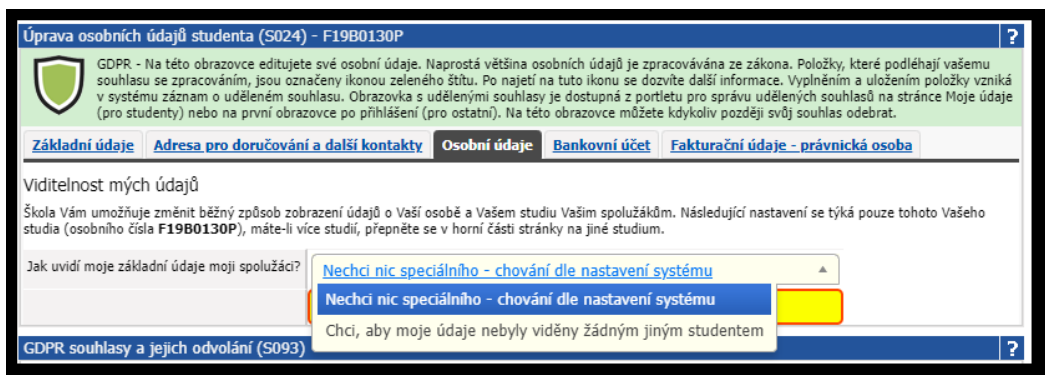 Úprava osobních údajů studenta (S024) - F19B0130P ?
GDPR - Na této obrazovce editujete své osobní údaje. Naprostá většina osobních údajů je zpracovávána ze zákona. Položky, které podléhají vašemu
souhlasu se zpracováním, jsou označeny ikonou zeleného štítu. Po najetí na tuto ikonu se dozvíte další informace. Vyplněním a uložením položky vzniká
v systému záznam o uděleném souhlasu. Obrazovka s udělenými souhlasy je dostupná z portletu pro správu udělených souhlasů na stránce Moje údaje
(pro studenty) nebo na první obrazovce po přihlášení (pro ostatní). Na této obrazovce můžete kdykoliv později svůj souhlas odebrat.
Základní údaje Adresa pro doručování a další kontakty Osobní údaje Bankovní účet Fakturační údaje - právnická osoba
Viditelnost mých údajů
Škola Vám umožňuje změnit běžný způsob zobrazení údajů o Vaší osobě a Vašem studiu Vašim spolužákům. Následující nastavení se týká pouze tohoto Vašeho
studia (osobního čísla F19B0130P), máte-li více studií, přepněte se v horní části stránky na jiné studium.
Jak uvidí moje základní údaje moji spolužáci? Nechci nic speciálního - chování dle nastavení systému
Nechci nic speciálního - chování dle nastavení systému
Chci, aby moje údaje nebyly viděny žádným jiným studentem
GDPR souhlasy a jejich odvolání (S093) ?